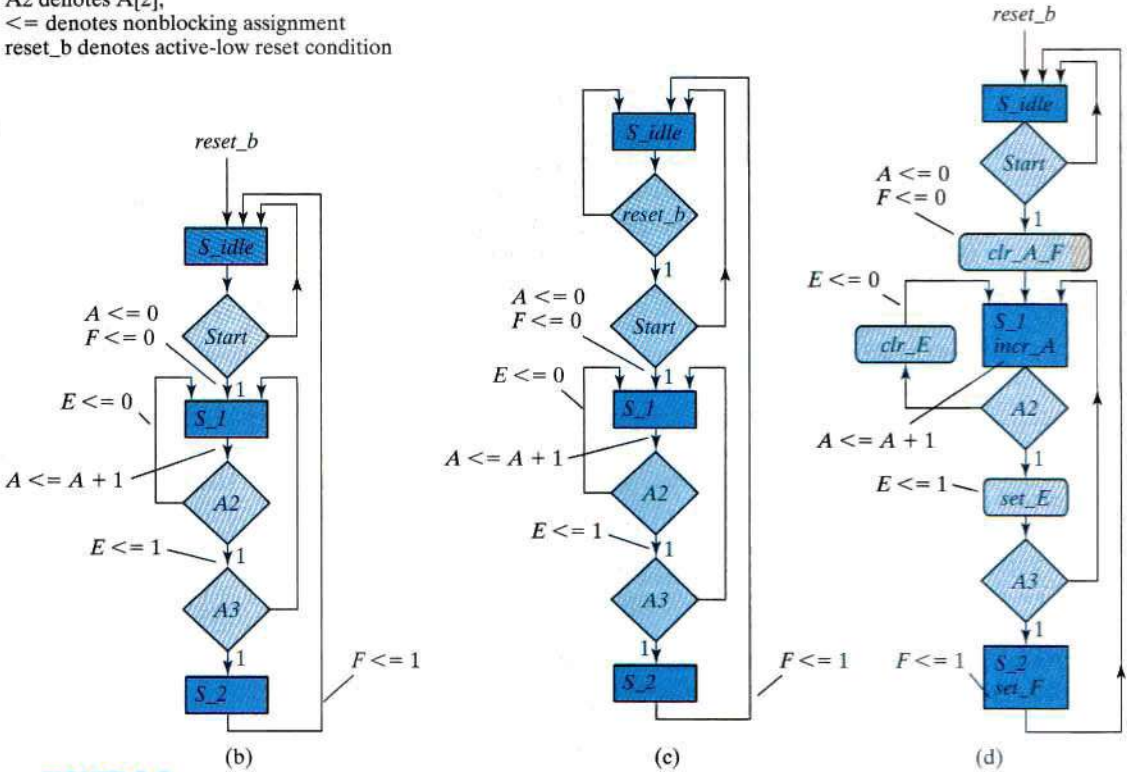 A2 denotes A[2],
<= denotes nonblocking assignment
reset_b denotes active-low reset condition
reset_b
S_idle
Start
A <= 0
F <= 0
1
S_1
E <= 0
A <= A + 1
A2
E <= 1
1
A3
1
S_2
F <= 1
(b)
S_idle
reset_b
1
Start
A <= 0
F <= 0
1
S_1
E <= 0
A <= A + 1
A2
E <= 1
1
A3
1
S_2
F <= 1
(c)
reset_b
S_idle
Start
A <= 0
F <= 0
1
clr_A_F
E <= 0
S_1
incr_A
clr_E
A2
A <= A + 1
1
E <= 1
set_E
A3
1
F <= 1
S_2
set_F
(d)